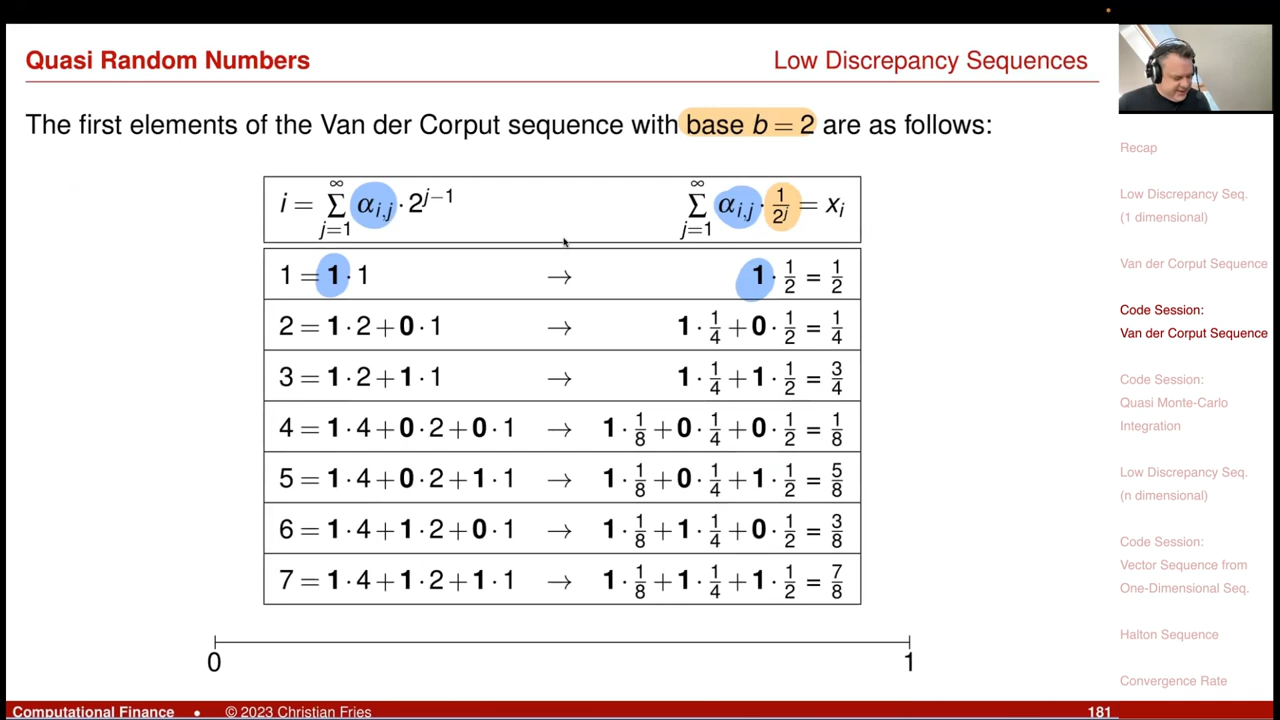 Quasi Random Numbers
Low Discrepancy Sequences
The first elements of the Van der Corput sequence with base b = 2 are as follows:
i = ∞∑j=1 αi,j · 2^j−1    ∞∑j=1 αi,j · 1/2^j = xi
1 = 1 · 1 → 1 · 1/2 = 1/2
2 = 1 · 2 + 0 · 1 → 1 · 1/4 + 0 · 1/2 = 1/4
3 = 1 · 2 + 1 · 1 → 1 · 1/4 + 1 · 1/2 = 3/4
4 = 1 · 4 + 0 · 2 + 0 · 1 → 1 · 1/8 + 0 · 1/4 + 0 · 1/2 = 1/8
5 = 1 · 4 + 0 · 2 + 1 · 1 → 1 · 1/8 + 0 · 1/4 + 1 · 1/2 = 5/8
6 = 1 · 4 + 1 · 2 + 0 · 1 → 1 · 1/8 + 1 · 1/4 + 0 · 1/2 = 3/8
7 = 1 · 4 + 1 · 2 + 1 · 1 → 1 · 1/8 + 1 · 1/4 + 1 · 1/2 = 7/8
0 1
Recap
Low Discrepancy Seq.
(1 dimensional)
Van der Corput Sequence
Code Session:
Van der Corput Sequence
Code Session:
Quasi Monte-Carlo
Integration
Low Discrepancy Seq.
(n dimensional)
Code Session:
Vector Sequence from
One-Dimensional Seq.
Halton Sequence
Convergence Rate
Computational Finance • © 2023 Christian Fries 181